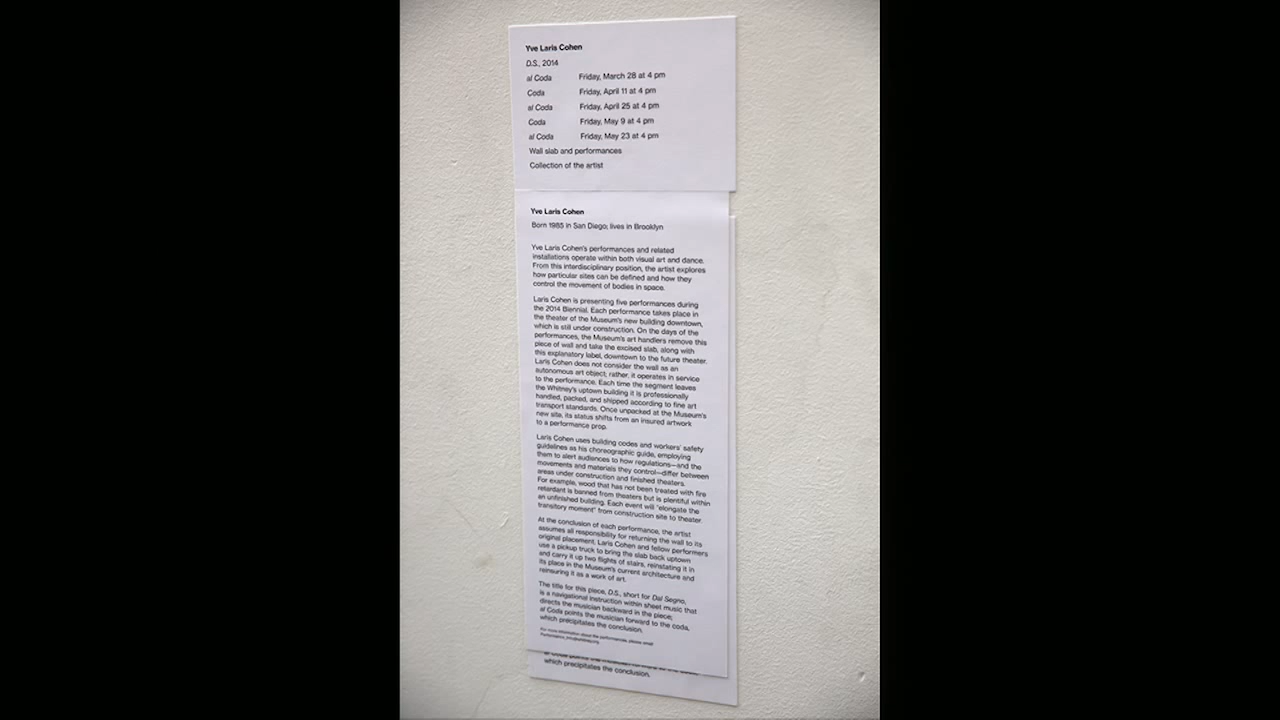 Yve Laris Cohen
D.S., 2014
al Coda Friday, March 28 at 4 pm
Coda Friday, April 11 at 4 pm
al Coda Friday, April 25 at 4 pm
Coda Friday, May 9 at 4 pm
al Coda Friday, May 23 at 4 pm
Wall slab and performances
Collection of the artist
Yve Laris Cohen
Born 1985 in San Diego; lives in Brooklyn
Yve Laris Cohen's performances and related
installations operate within both visual art and dance.
From this interdisciplinary position, the artist explores
how particular sites can be defined and how they
control the movement of bodies in space.
Laris Cohen is presenting five performances during
the 2014 Biennial. Each performance takes place in
the theater of the Museum's new building downtown,
which is still under construction. On the days of the
performances, the Museum's art handlers remove this
piece of wall and take the excised slab, along with
this explanatory label, downtown to the future theater.
Laris Cohen does not consider the wall as an
autonomous art object; rather, it operates in service
to the performance. Each time the segment leaves
the Whitney's uptown building it is professionally
handled, packed, and shipped according to fine art
transport standards. Once unpacked at the Museum's
new site, its status shifts from an insured artwork
to a performance prop.
Laris Cohen uses building codes and workers' safety
guidelines as his choreographic guide, employing
them to alert audiences to how regulations—and the
movements and materials they control—differ between
areas under construction and finished theaters.
For example, wood that has not been treated with fire
retardant is banned from theaters but is plentiful within
an unfinished building. Each event will "elongate the
transitory moment" from construction site to theater.
At the conclusion of each performance, the artist
assumes all responsibility for returning the wall to its
original placement. Laris Cohen and fellow performers
use a pickup truck to bring the slab back uptown
and carry it up two flights of stairs, reinstating it in
its place in the Museum's current architecture and
reinsuring it as a work of art.
The title for this piece, D.S., short for Dal Segno,
is a navigational instruction within sheet music that
directs the musician backward in the piece;
al Coda points the musician forward to the coda,
which precipitates the conclusion.
For more information about the performances, please email
which precipitates the conclusion.